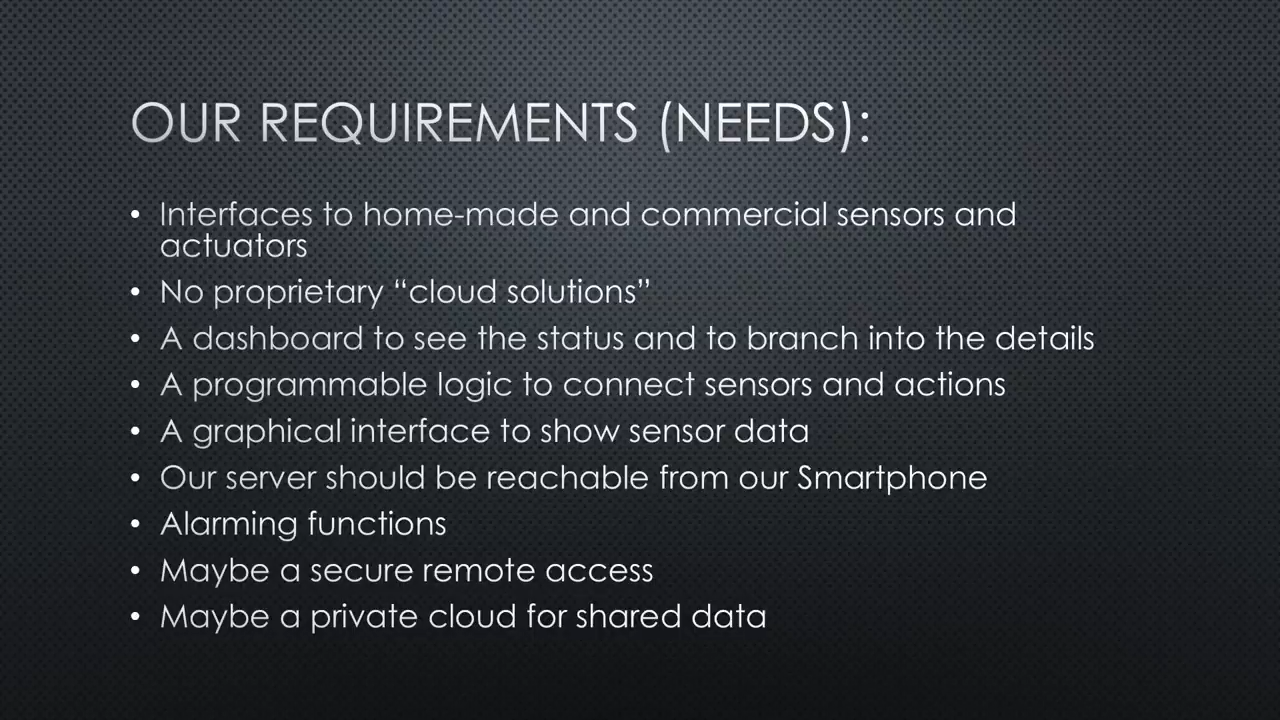 OUR REQUIREMENTS (NEEDS):
• Interfaces to home-made and commercial sensors and
actuators
• No proprietary “cloud solutions”
• A dashboard to see the status and to branch into the details
• A programmable logic to connect sensors and actions
• A graphical interface to show sensor data
• Our server should be reachable from our Smartphone
• Alarming functions
• Maybe a secure remote access
• Maybe a private cloud for shared data